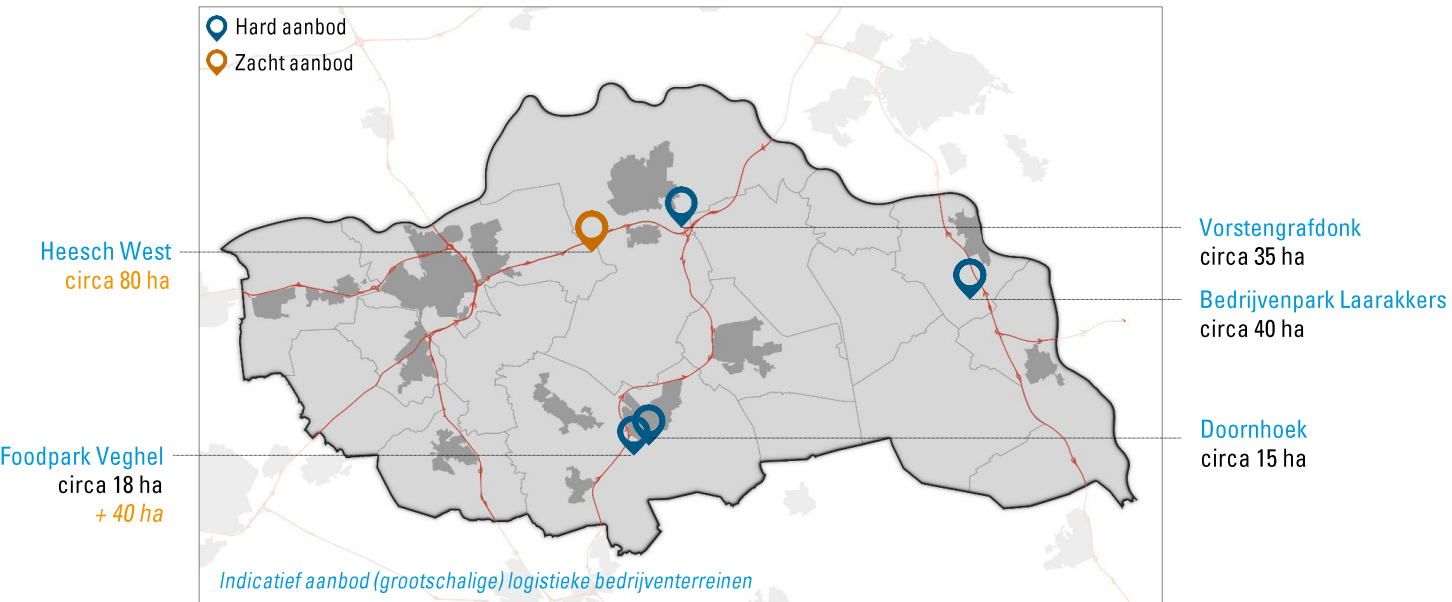 Hard aanbod
Zacht aanbod
Heesch West
circa 80 ha
Foodpark Veghel
circa 18 ha
+ 40 ha
Vorstengrafdonk
circa 35 ha
Bedrijvenpark Laarakkers
circa 40 ha
Doornhoek
circa 15 ha
Indicatief aanbod (grootschalige) logistieke bedrijventerreinen